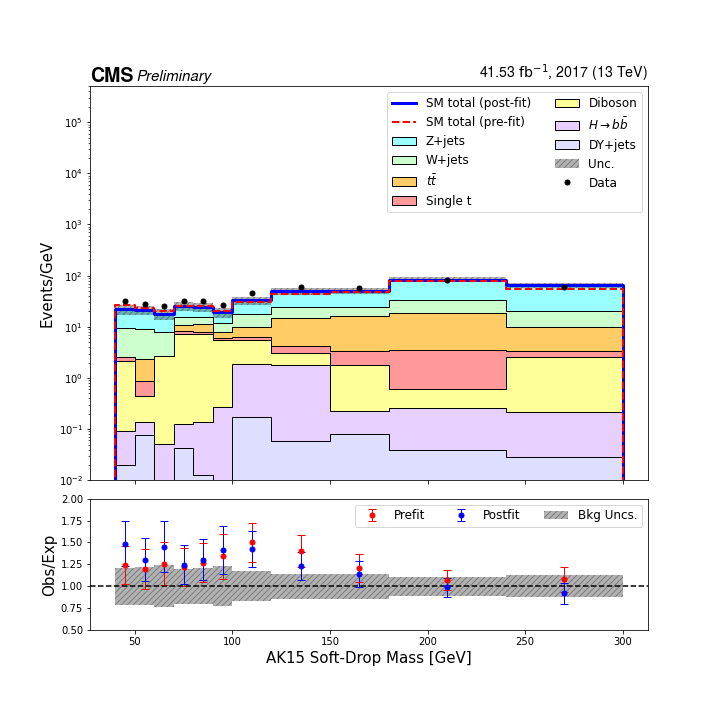 CMS Preliminary
41.53 fb⁻¹, 2017 (13 TeV)
SM total (post-fit)
SM total (pre-fit)
Z+jets
W+jets
tt̄
Single t
Diboson
H→bb̄
DY+jets
Unc.
Data
Events/GeV
10⁵
10⁴
10³
10²
10¹
10⁰
10⁻¹
10⁻²
Prefit
Postfit
Bkg Uncs.
Obs/Exp
2.00
1.75
1.50
1.25
1.00
0.75
0.50
50 100 150 200 250 300
AK15 Soft-Drop Mass [GeV]